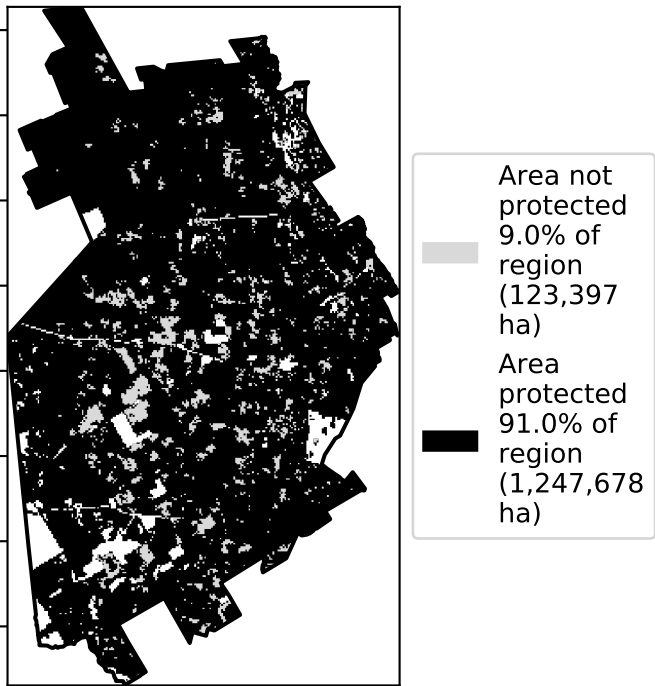 Area not
protected
9.0% of
region
(123,397
ha)
Area
protected
91.0% of
region
(1,247,678
ha)